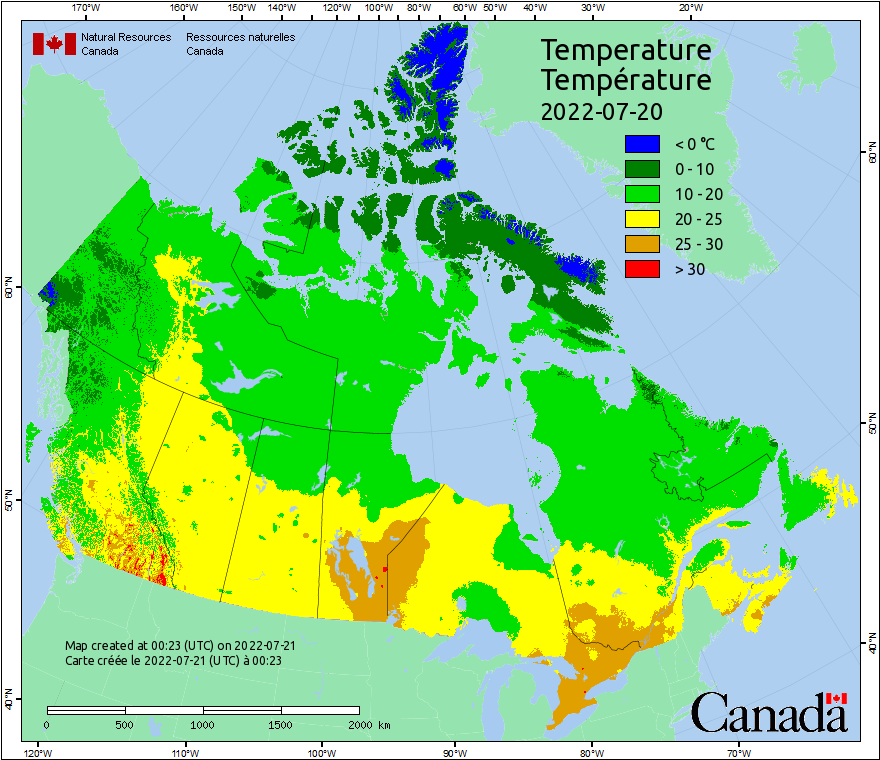 170°W 160°W 150°W 140°W 120°W 100°W 80°W 60°W 50°W 40°W 30°W 20°W
Natural Resources Ressources naturelles
Canada Canada
Temperature
Température
2022-07-20
< 0 °C
0 - 10
10 - 20
20 - 25
25 - 30
> 30
60°N
60°N
50°N
50°N
40°N
40°N
Map created at 00:23 (UTC) on 2022-07-21
Carte créée le 2022-07-21 (UTC) à 00:23
0 500 1000 1500 2000 km
Canada
120°W 110°W 100°W 90°W 80°W 70°W